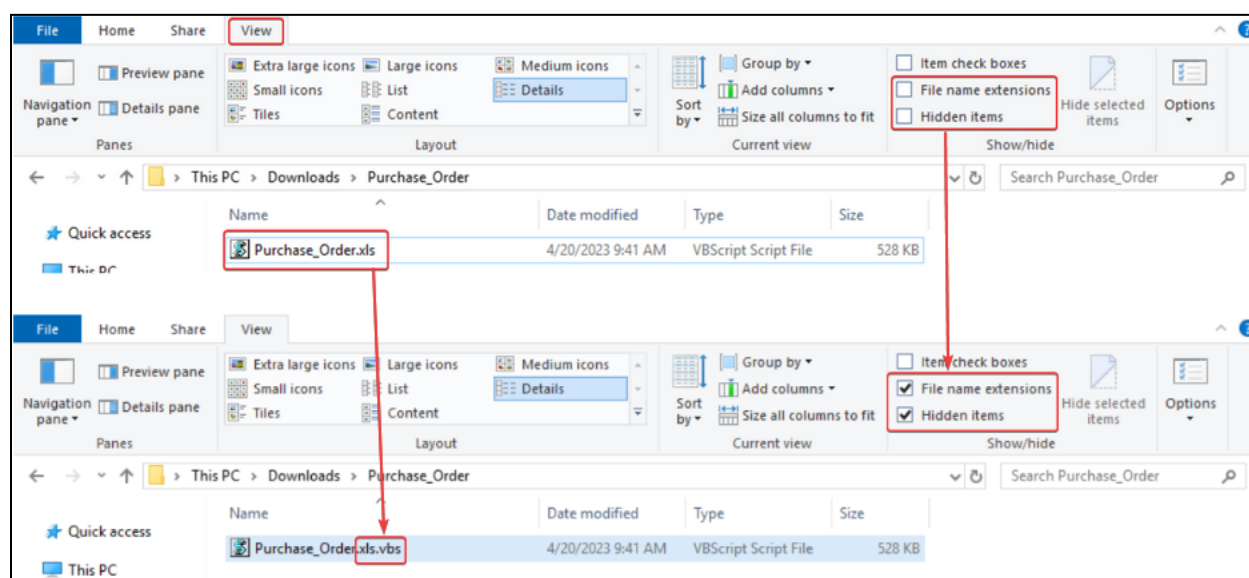 File Home Share View
Preview pane Extra large icons Large icons Medium icons Group by Item check boxes
Small icons List Details Add columns File name extensions
Navigation pane Details pane Tiles Content Sort by Size all columns to fit Hidden items Hide selected items Options
Panes Layout Current view Show/hide
This PC > Downloads > Purchase_Order Search Purchase_Order
Name Date modified Type Size
Quick access
Purchase_Order.xls 4/20/2023 9:41 AM VBScript Script File 528 KB
This PC
File Home Share View
Preview pane Extra large icons Large icons Medium icons Group by Item check boxes
Small icons List Details Add columns File name extensions
Navigation pane Details pane Tiles Content Sort by Size all columns to fit Hidden items Hide selected items Options
Panes Layout Current view Show/hide
This PC > Downloads > Purchase_Order Search Purchase_Order
Name Date modified Type Size
Quick access
Purchase_Order.xls.vbs 4/20/2023 9:41 AM VBScript Script File 528 KB
This PC